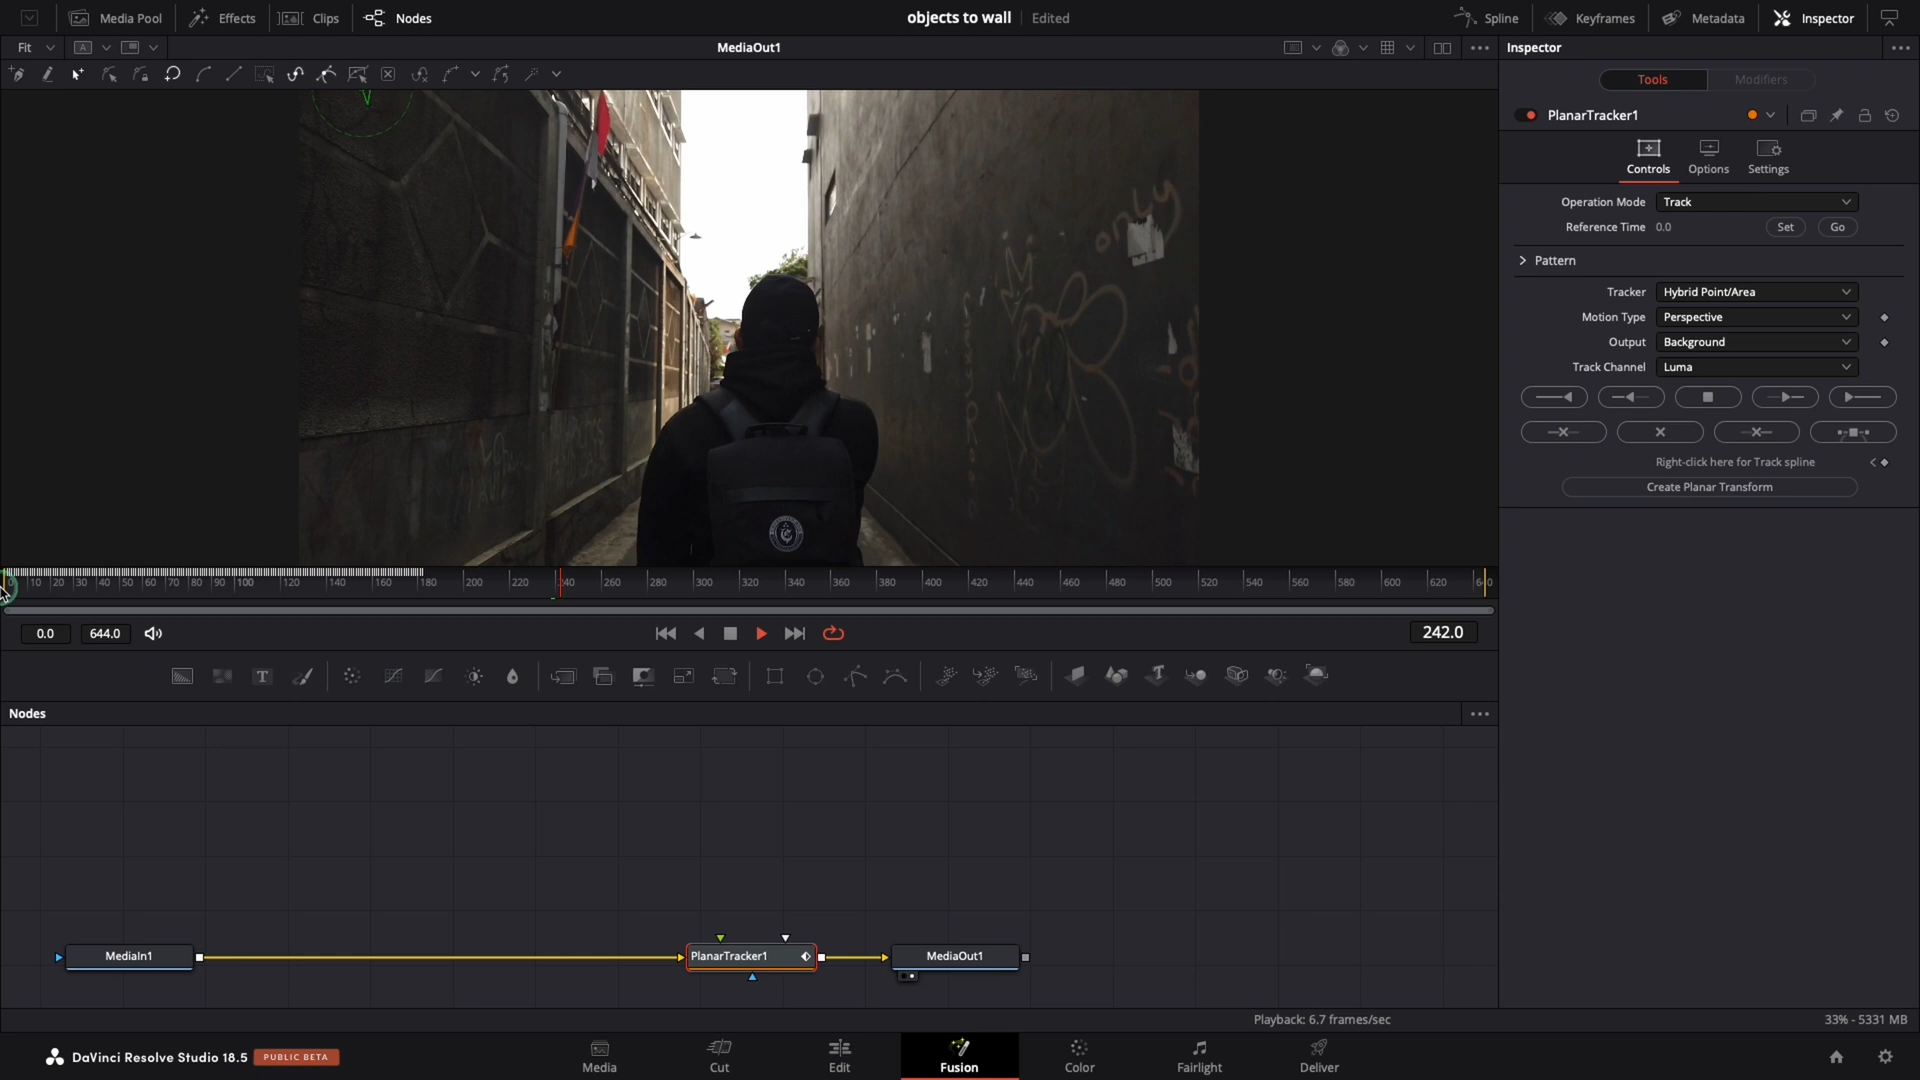 Media Pool
Effects
Clips
Nodes
objects to wall
Edited
Spline
Keyframes
Metadata
Inspector
Fit
A
MediaOut1
Inspector
Tools
Modifiers
PlanarTracker1
Controls
Options
Settings
Operation Mode
Track
Reference Time
0.0
Set
Go
Pattern
Tracker
Hybrid Point/Area
Motion Type
Perspective
Output
Background
Track Channel
Luma
Right-click here for Track spline
Create Planar Transform
only
10 20 30 40 50 60 70 80 90 100 120 140 160 180 200 220 240 260 280 300 320 340 360 380 400 420 440 460 480 500 520 540 560 580 600 620
0.0
644.0
242.0
Nodes
MediaIn1
PlanarTracker1
MediaOut1
Playback: 6.7 frames/sec
33% - 5331 MB
DaVinci Resolve Studio 18.5
PUBLIC BETA
Media
Cut
Edit
Fusion
Color
Fairlight
Deliver